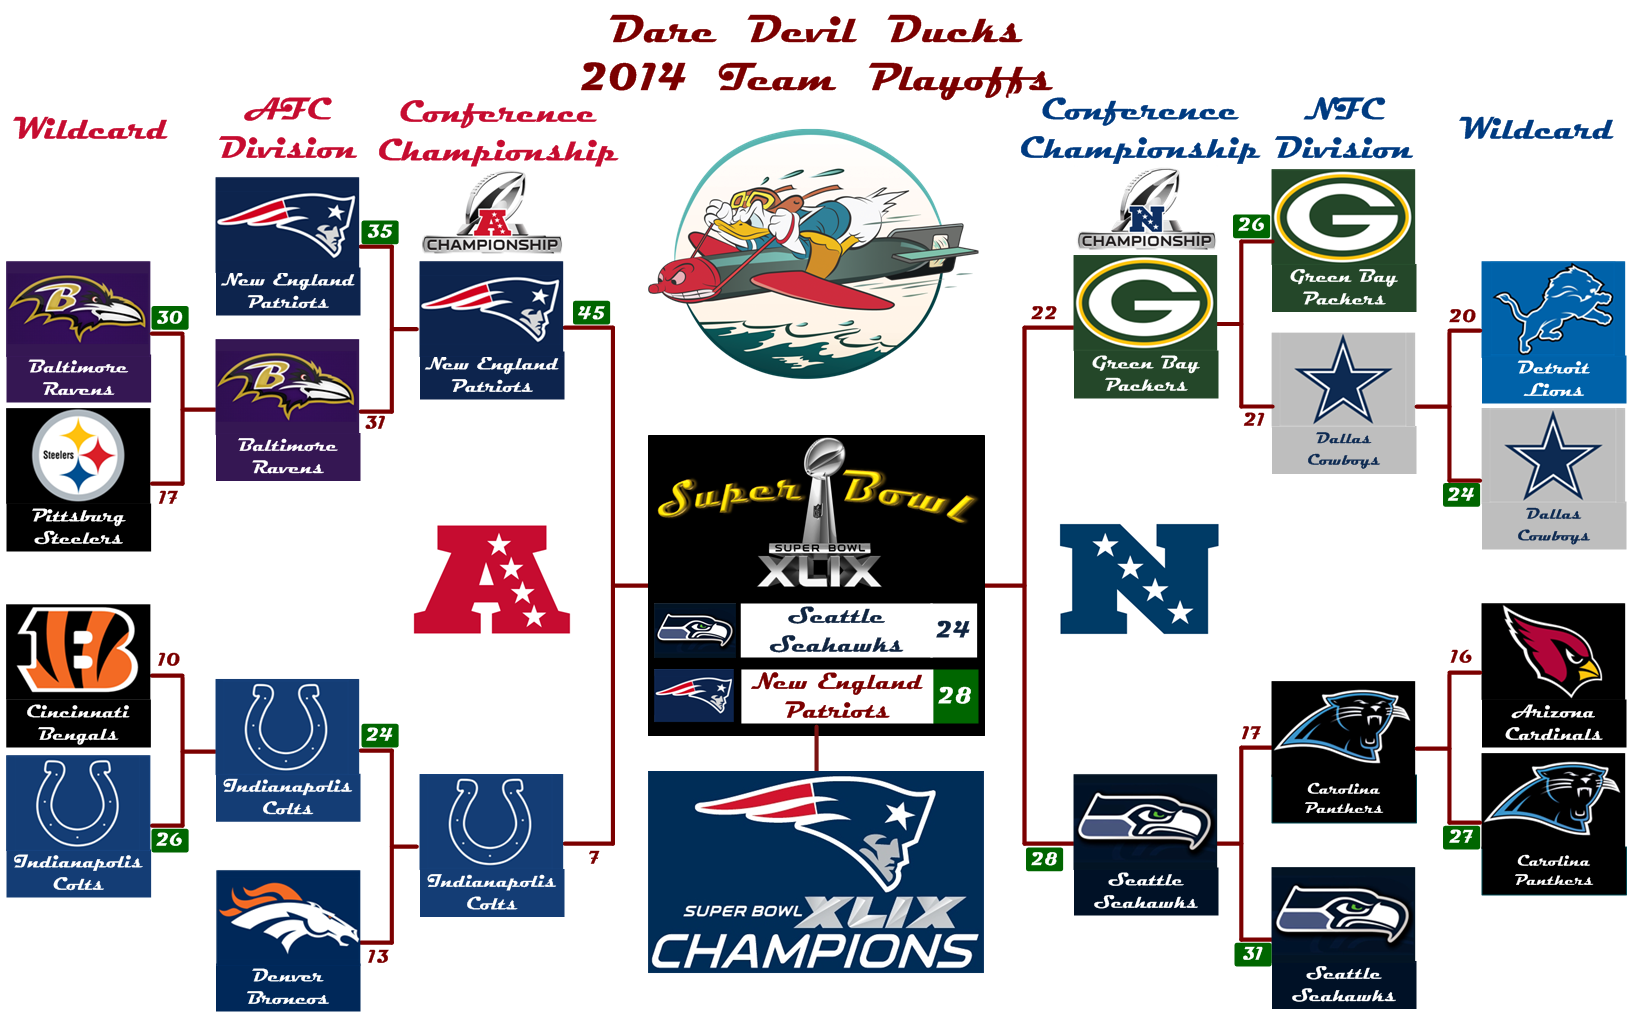 Dare Devil Ducks
2014 Team Playoffs
Wildcard
AFC
Division
Conference
Championship
Conference
Championship
NFC
Division
Wildcard
New England
Patriots
35
Baltimore
Ravens
30
Pittsburg
Steelers
Steelers
17
Baltimore
Ravens
31
A
CHAMPIONSHIP
New England
Patriots
45
B
Cincinnati
Bengals
10
Indianapolis
Colts
26
Indianapolis
Colts
24
Denver
Broncos
13
Indianapolis
Colts
7
A
Super Bowl
SUPER BOWL
XLIX
Seattle
Seahawks
24
New England
Patriots
28
SUPER BOWL XLIX
CHAMPIONS
N
CHAMPIONSHIP
22
G
Green Bay
Packers
26
G
Green Bay
Packers
21
Dallas
Cowboys
20
Detroit
Lions
24
Dallas
Cowboys
N
28
Seattle
Seahawks
17
Carolina
Panthers
31
Seattle
Seahawks
16
Arizona
Cardinals
27
Carolina
Panthers